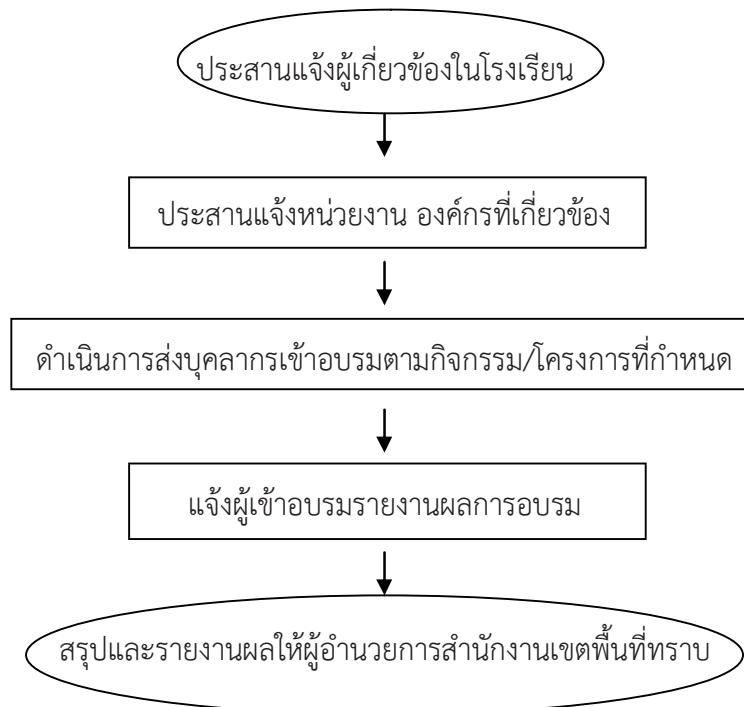 ประสานแจ้งผู้เกี่ยวข้องในโรงเรียน
ประสานแจ้งหน่วยงาน องค์กรที่เกี่ยวข้อง
ดำเนินการส่งบุคลากรเข้าอบรมตามกิจกรรม/โครงการที่กำหนด
แจ้งผู้เข้าอบรมรายงานผลการอบรม
สรุปและรายงานผลให้ผู้อำนวยการสำนักงานเขตพื้นที่ทราบ